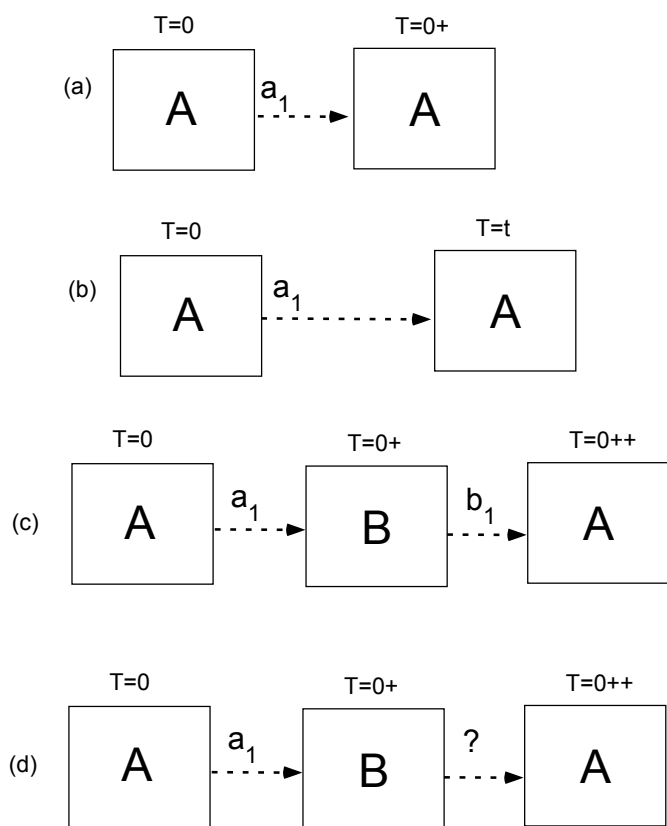 T=0 T=0+
(a) A a₁ A
T=0 T=t
(b) A a₁ A
T=0 T=0+ T=0++
(c) A a₁ B b₁ A
T=0 T=0+ T=0++
(d) A a₁ B ? A